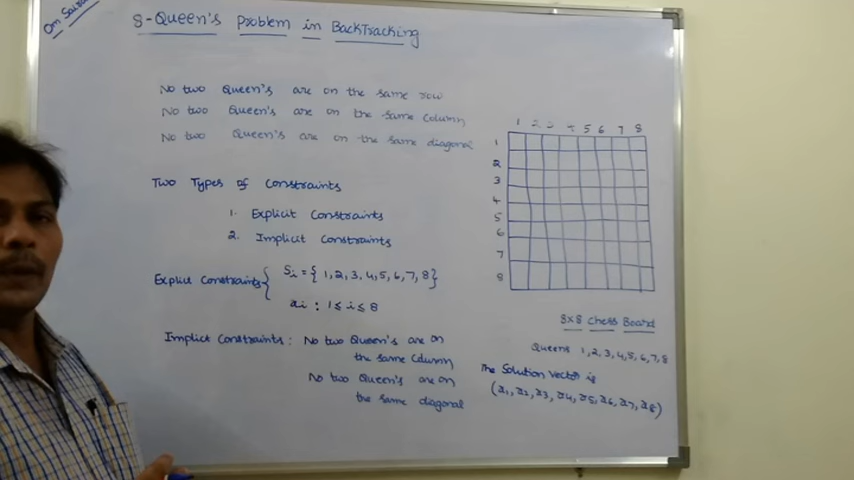 Om Sai
8-Queen's Problem in BackTracking
No two Queen's are on the same row
No two Queen's are on the same column
No two Queen's are on the same diagonal
Two Types of Constraints
1. Explicit Constraints
2. Implicit Constraints
Explicit Constraints { Si = { 1, 2, 3, 4, 5, 6, 7, 8 }
xi : 1 ≤ i ≤ 8
Implicit Constraints : No two Queen's are on
the same Column
No two Queen's are on
the same diagonal
1 2 3 4 5 6 7 8
1
2
3
4
5
6
7
8
8×8 Chess Board
Queens 1, 2, 3, 4, 5, 6, 7, 8
The Solution Vector is
(x1, x2, x3, x4, x5, x6, x7, x8)